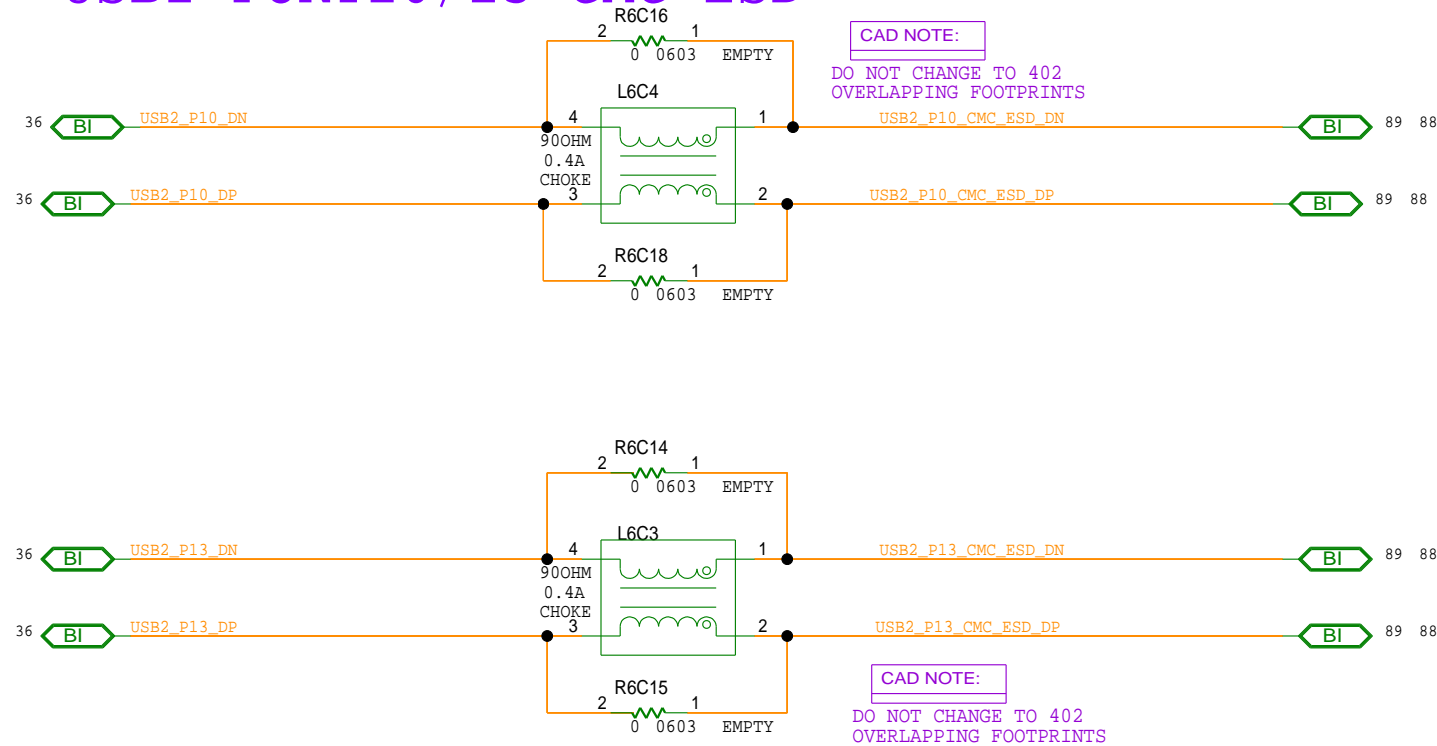 R6C16
2 1
0 0603 EMPTY
CAD NOTE:
DO NOT CHANGE TO 402
OVERLAPPING FOOTPRINTS
L6C4
36 BI USB2_P10_DN 4 1 USB2_P10_CMC_ESD_DN BI 89 88
90OHM
0.4A
CHOKE
36 BI USB2_P10_DP 3 2 USB2_P10_CMC_ESD_DP BI 89 88
R6C18
2 1
0 0603 EMPTY
R6C14
2 1
0 0603 EMPTY
L6C3
36 BI USB2_P13_DN 4 1 USB2_P13_CMC_ESD_DN BI 89 88
90OHM
0.4A
CHOKE
36 BI USB2_P13_DP 3 2 USB2_P13_CMC_ESD_DP BI 89 88
CAD NOTE:
R6C15
2 1
0 0603 EMPTY
DO NOT CHANGE TO 402
OVERLAPPING FOOTPRINTS